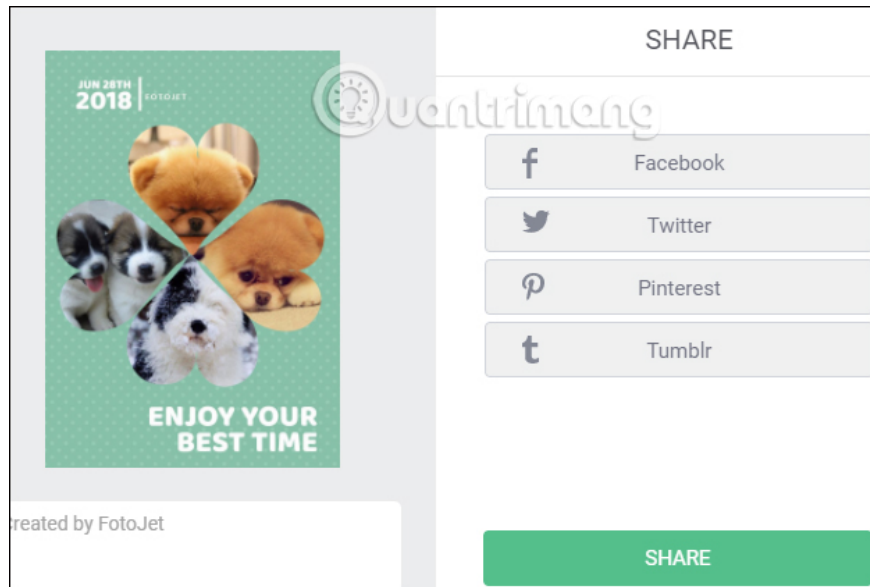 JUN 28TH
2018
FOTOJET
ENJOY YOUR
BEST TIME
reated by FotoJet
Quantrimang
SHARE
Facebook
Twitter
Pinterest
Tumblr
SHARE